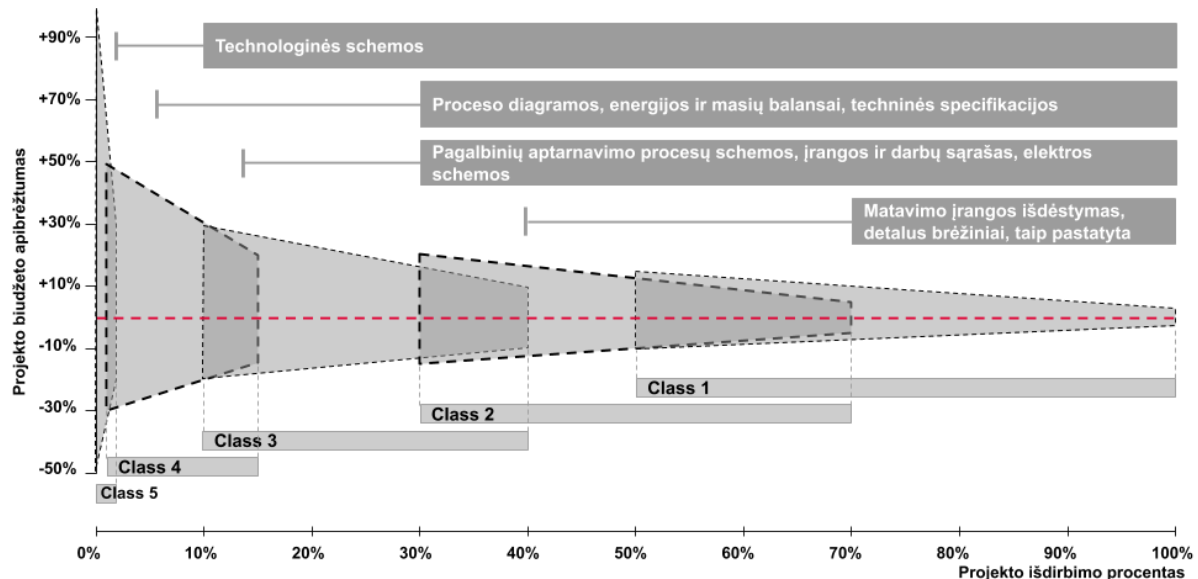 +90%
Technologinės schemos
+70%
Proceso diagramos, energijos ir masių balansai, techninės specifikacijos
+50%
Pagalbinių aptarnavimo procesų schemos, įrangos ir darbų sąrašas, elektros
schemos
+30%
Matavimo įrangos išdėstymas,
detalus brėžiniai, taip pastatyta
+10%
-10%
-30%
-50%
Projekto biudžeto apibrėžtumas
Class 1
Class 2
Class 3
Class 4
Class 5
0% 10% 20% 30% 40% 50% 60% 70% 80% 90% 100%
Projekto išdirbimo procentas